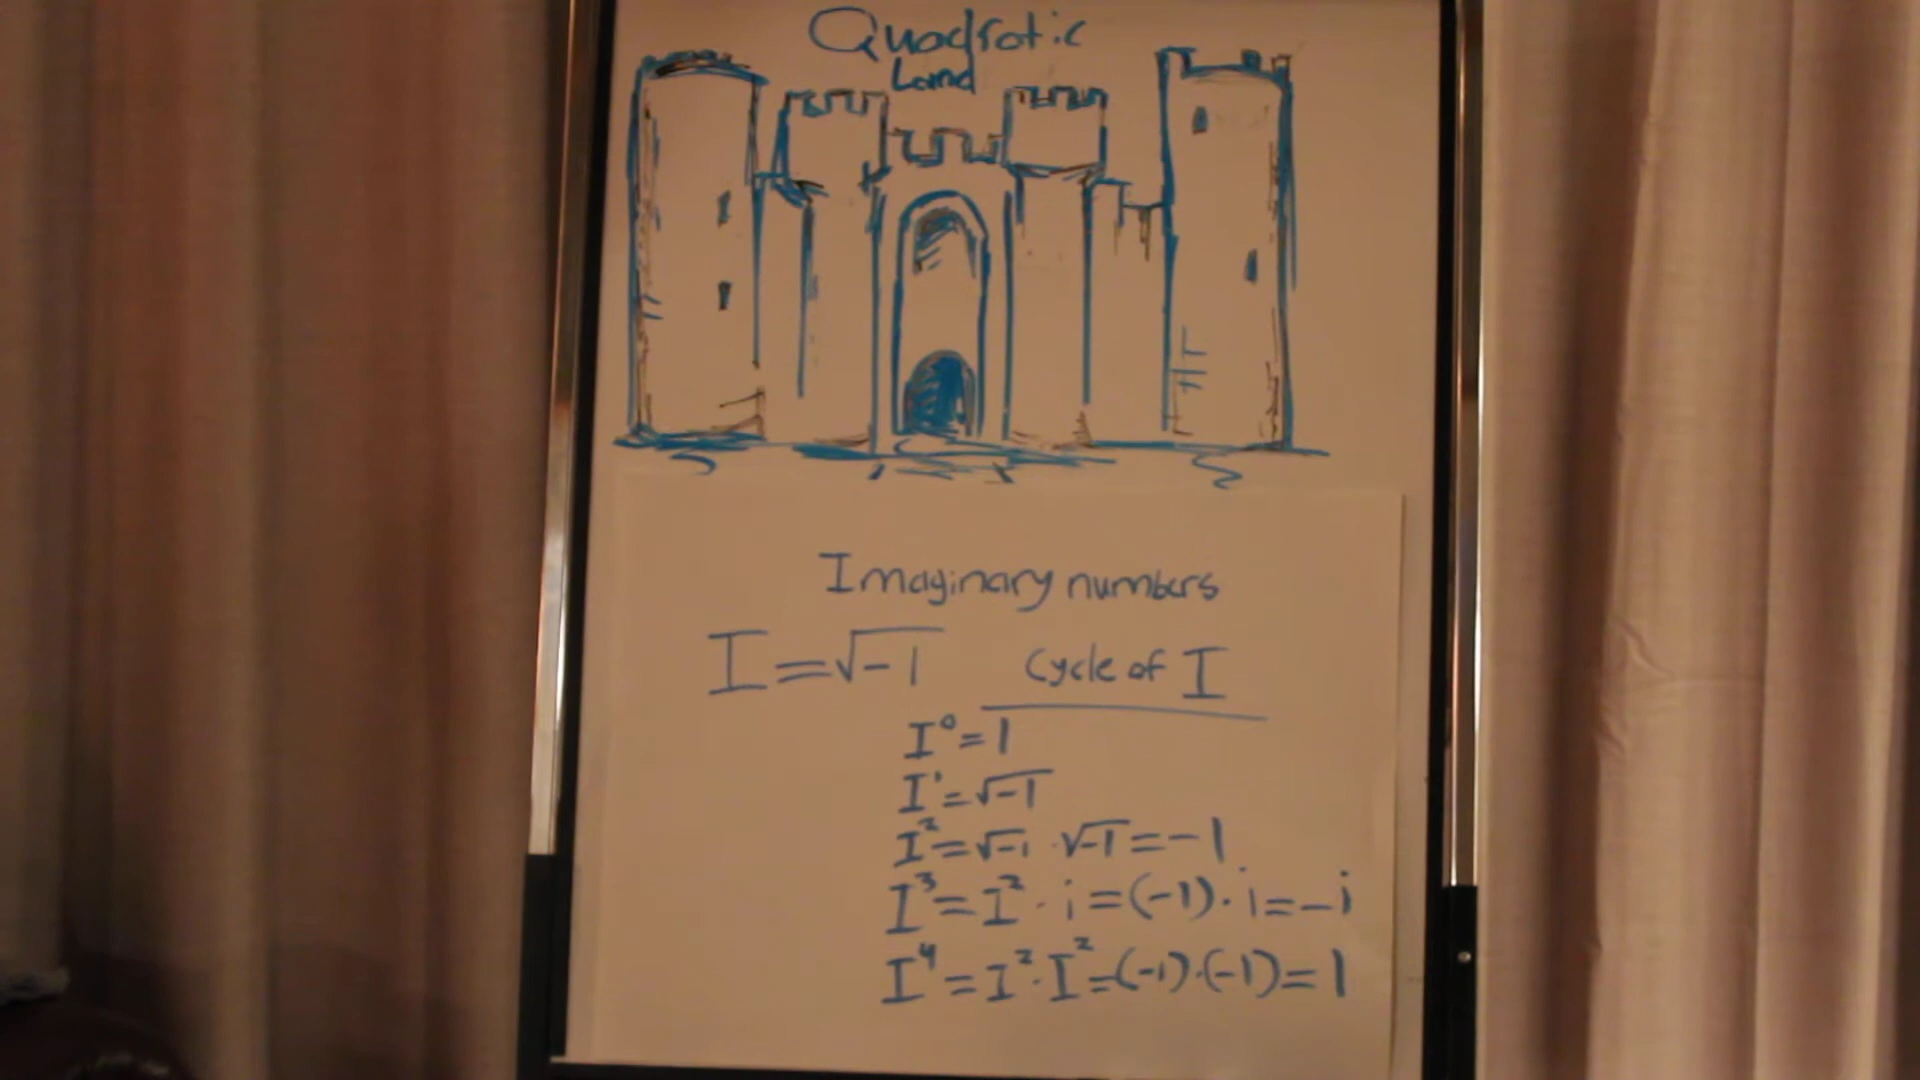 Quadratic
Land
Imaginary numbers
I = √-1 Cycle of I
I⁰ = 1
I¹ = √-1
I² = √-1 · √-1 = -1
I³ = I² · i = (-1) · i = -i
I⁴ = I² · I² = (-1) · (-1) = 1